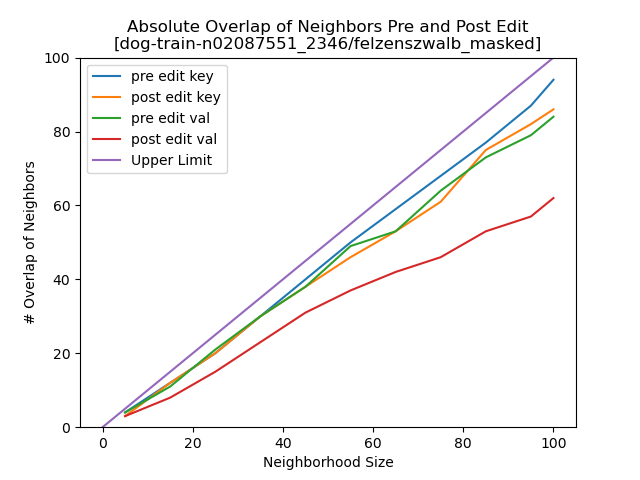 Absolute Overlap of Neighbors Pre and Post Edit
[dog-train-n02087551_2346/felzenszwalb_masked]
pre edit key
post edit key
pre edit val
post edit val
Upper Limit
# Overlap of Neighbors
100
80
60
40
20
0
0 20 40 60 80 100
Neighborhood Size